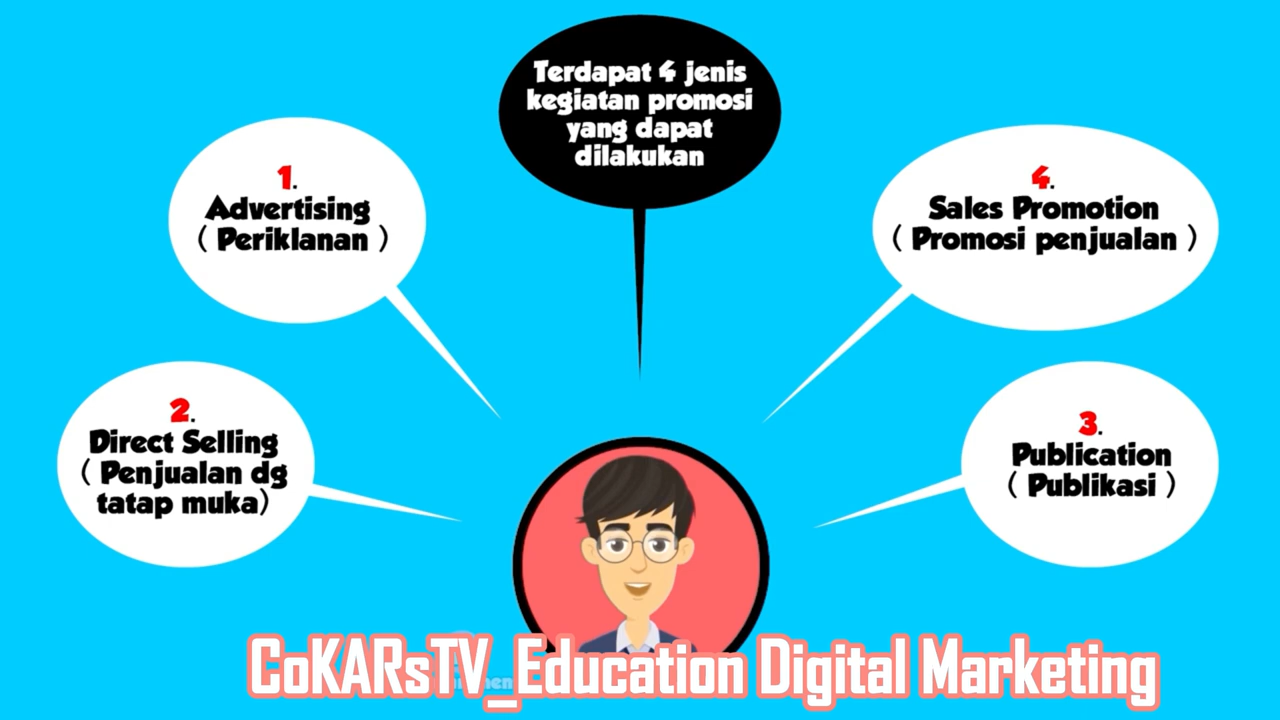 Terdapat 4 jenis
kegiatan promosi
yang dapat
dilakukan
1.
Advertising
( Periklanan )
2.
Direct Selling
( Penjualan dg
tatap muka)
3.
Publication
( Publikasi )
4.
Sales Promotion
( Promosi penjualan )
CoKARsTV_Education Digital Marketing